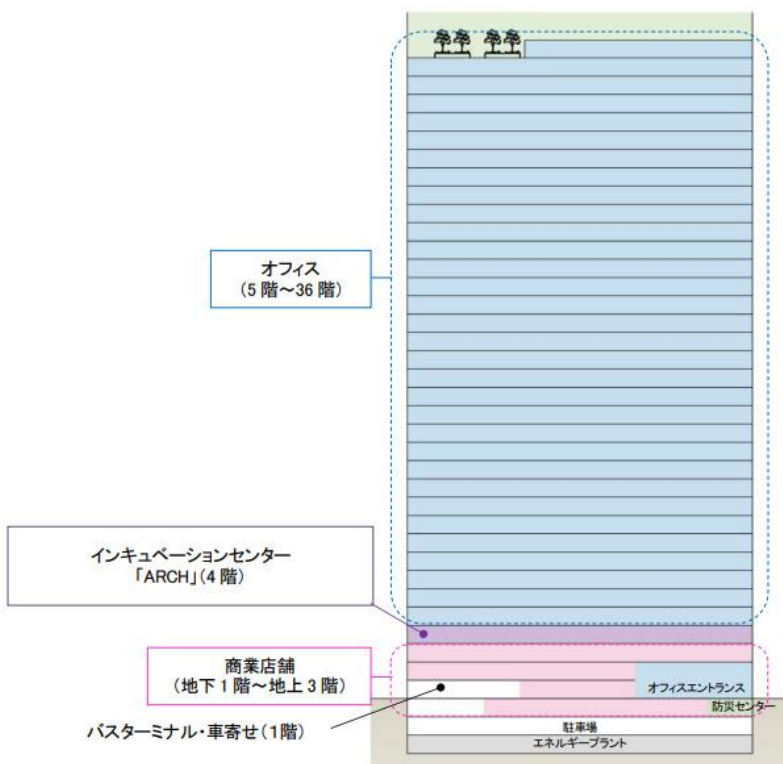 オフィス
(5階～36階)
インキュベーションセンター
「ARCH」(4階)
商業店舗
(地下1階～地上3階)
オフィスエントランス
防災センター
バスターミナル・車寄せ(1階)
駐車場
エネルギープラント